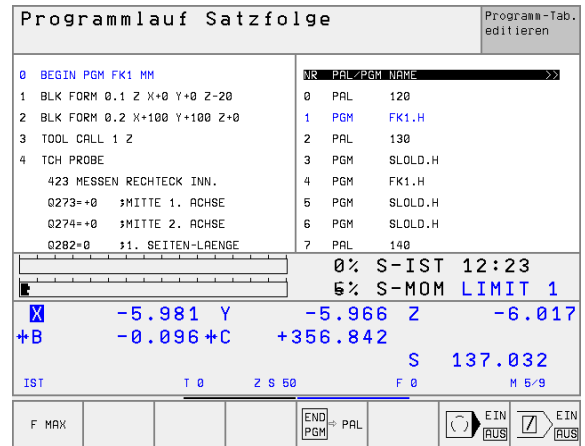 Programmlauf Satzfolge
Programm-Tab.
editieren
0 BEGIN PGM FK1 MM
1 BLK FORM 0.1 Z X+0 Y+0 Z-20
2 BLK FORM 0.2 X+100 Y+100 Z+0
3 TOOL CALL 1 Z
4 TCH PROBE
423 MESSEN RECHTECK INN.
Q273=+0 ;MITTE 1. ACHSE
Q274=+0 ;MITTE 2. ACHSE
Q282=0 ;1. SEITEN-LAENGE
NR PAL/PGM NAME >>
0 PAL 120
1 PGM FK1.H
2 PAL 130
3 PGM SLOLD.H
4 PGM FK1.H
5 PGM SLOLD.H
6 PGM SLOLD.H
7 PAL 140
0% S-IST 12:23
% S-MOM LIMIT 1
X -5.981 Y -5.966 Z -6.017
B -0.096 C +356.842
S 137.032
IST T 0 Z S 50 F 0 M 5/9
F MAX
END PGM ⇨ PAL
EIN AUS
EIN AUS